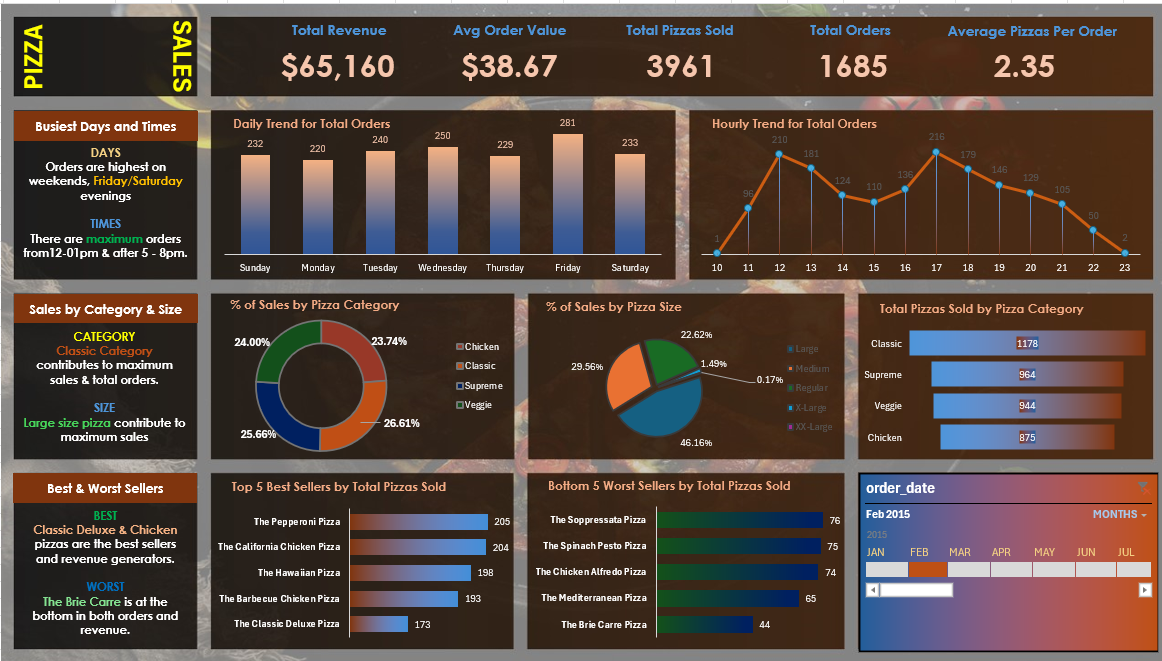 PIZZA
SALES
Total Revenue
$65,160
Avg Order Value
$38.67
Total Pizzas Sold
3961
Total Orders
1685
Average Pizzas Per Order
2.35
Busiest Days and Times
DAYS
Orders are highest on
weekends, Friday/Saturday
evenings
TIMES
There are maximum orders
from12-01pm & after 5 - 8pm.
Daily Trend for Total Orders
232
220
240
250
229
281
233
Sunday
Monday
Tuesday
Wednesday
Thursday
Friday
Saturday
Hourly Trend for Total Orders
1
96
210
181
124
110
136
216
179
146
129
105
50
2
10
11
12
13
14
15
16
17
18
19
20
21
22
23
Sales by Category & Size
CATEGORY
Classic Category
contributes to maximum
sales & total orders.
SIZE
Large size pizza contribute to
maximum sales
% of Sales by Pizza Category
24.00%
23.74%
25.66%
26.61%
Chicken
Classic
Supreme
Veggie
% of Sales by Pizza Size
22.62%
29.56%
1.49%
0.17%
46.16%
Large
Medium
Regular
X-Large
XX-Large
Total Pizzas Sold by Pizza Category
Classic
1178
Supreme
964
Veggie
944
Chicken
875
Best & Worst Sellers
BEST
Classic Deluxe & Chicken
pizzas are the best sellers
and revenue generators.
WORST
The Brie Carre is at the
bottom in both orders and
revenue.
Top 5 Best Sellers by Total Pizzas Sold
The Pepperoni Pizza
205
The California Chicken Pizza
204
The Hawaiian Pizza
198
The Barbecue Chicken Pizza
193
The Classic Deluxe Pizza
173
Bottom 5 Worst Sellers by Total Pizzas Sold
The Soppressata Pizza
76
The Spinach Pesto Pizza
75
The Chicken Alfredo Pizza
74
The Mediterranean Pizza
65
The Brie Carre Pizza
44
order_date
Feb 2015
MONTHS
2015
JAN
FEB
MAR
APR
MAY
JUN
JUL